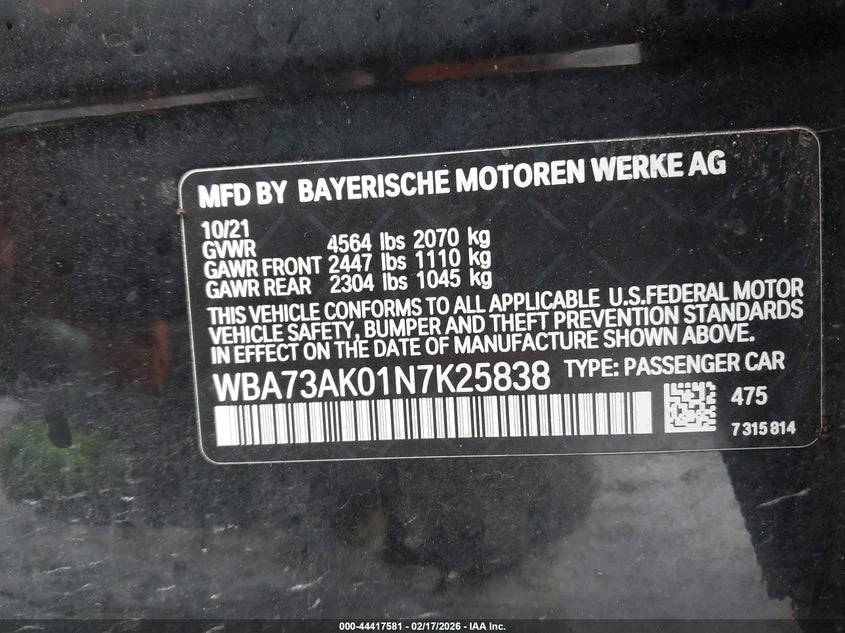 MFD BY BAYERISCHE MOTOREN WERKE AG
10/21
GVWR 4564 lbs 2070 kg
GAWR FRONT 2447 lbs 1110 kg
GAWR REAR 2304 lbs 1045 kg
THIS VEHICLE CONFORMS TO ALL APPLICABLE U.S.FEDERAL MOTOR
VEHICLE SAFETY, BUMPER AND THEFT PREVENTION STANDARDS
IN EFFECT ON THE DATE OF MANUFACTURE SHOWN ABOVE.
WBA73AK01N7K25838 TYPE: PASSENGER CAR
475
7315814
000-44417581 - 02/17/2026 - IAA Inc.